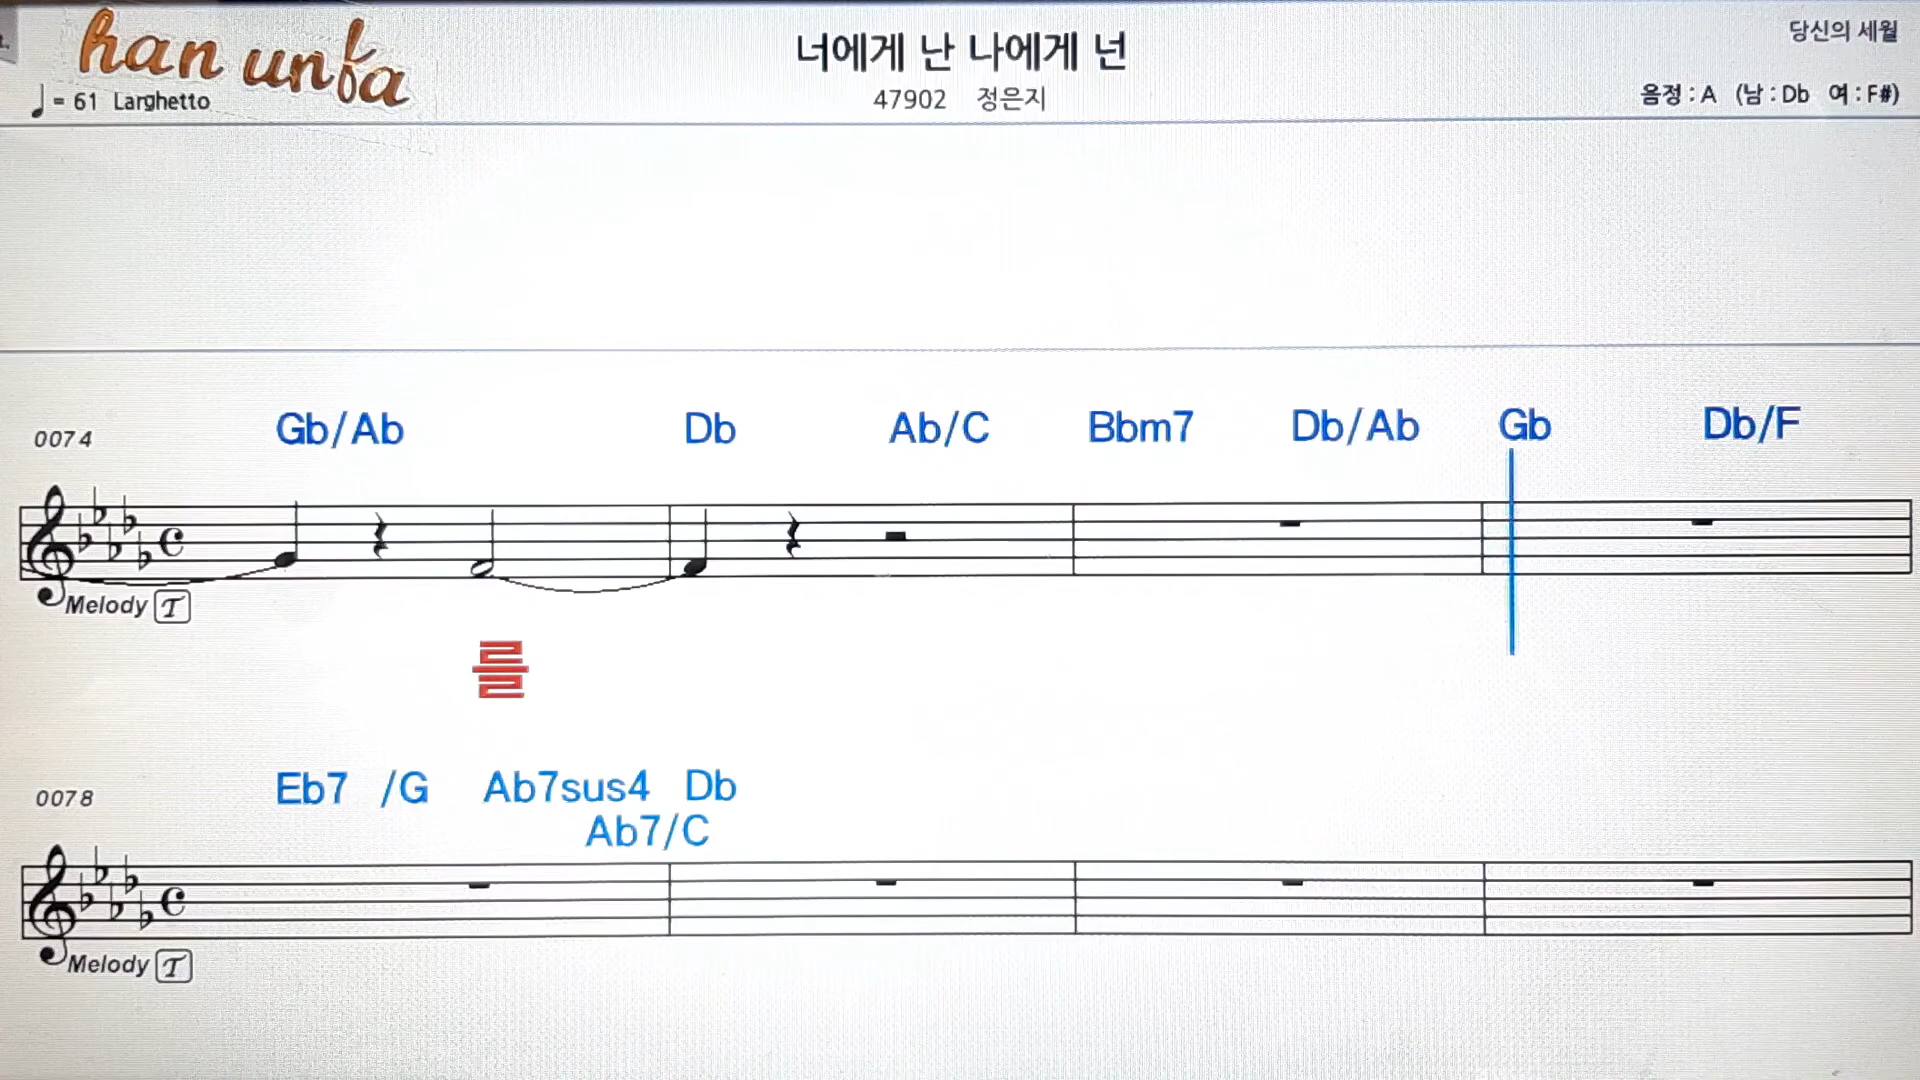 han unfa
너에게 난 나에게 넌
당신의 세월
♩= 61 Larghetto
47902 정은지
음정 : A (남 : Db 여 : F#)
0074 Gb/Ab Db Ab/C Bbm7 Db/Ab Gb Db/F
Melody T
를
0078 Eb7 /G Ab7sus4 Db
Ab7/C
Melody T